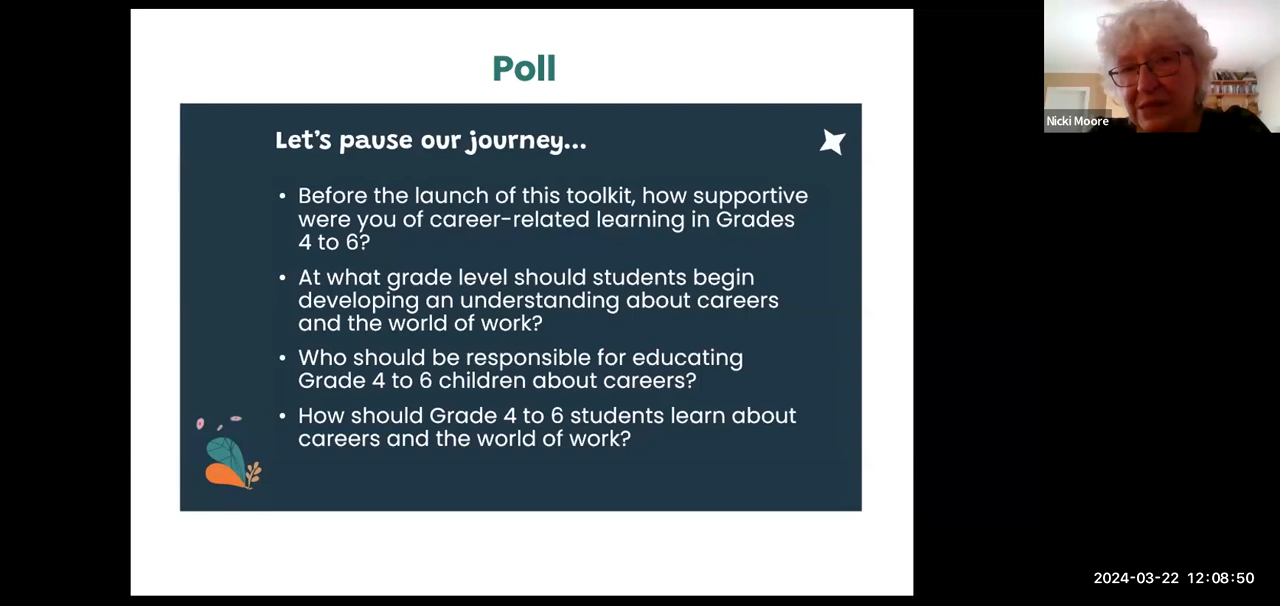 Poll
Let's pause our journey...
• Before the launch of this toolkit, how supportive
were you of career-related learning in Grades
4 to 6?
• At what grade level should students begin
developing an understanding about careers
and the world of work?
• Who should be responsible for educating
Grade 4 to 6 children about careers?
• How should Grade 4 to 6 students learn about
careers and the world of work?
Nicki Moore
2024-03-22 12:08:50